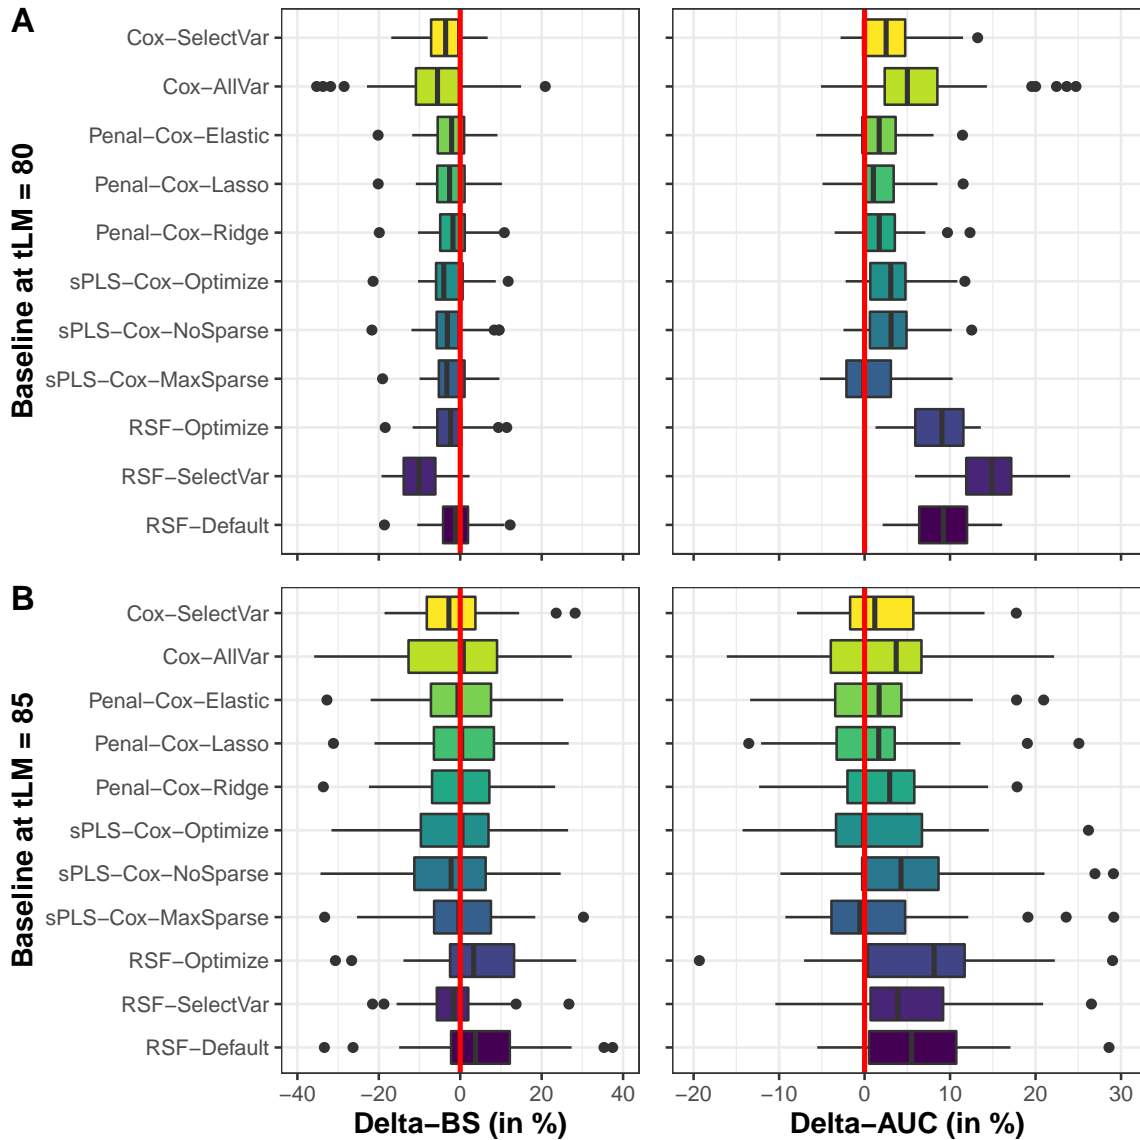 A
Baseline at tLM = 80
Cox−SelectVar
Cox−AllVar
Penal−Cox−Elastic
Penal−Cox−Lasso
Penal−Cox−Ridge
sPLS−Cox−Optimize
sPLS−Cox−NoSparse
sPLS−Cox−MaxSparse
RSF−Optimize
RSF−SelectVar
RSF−Default
B
Baseline at tLM = 85
Cox−SelectVar
Cox−AllVar
Penal−Cox−Elastic
Penal−Cox−Lasso
Penal−Cox−Ridge
sPLS−Cox−Optimize
sPLS−Cox−NoSparse
sPLS−Cox−MaxSparse
RSF−Optimize
RSF−SelectVar
RSF−Default
−40 −20 0 20 40
−20 −10 0 10 20 30
Delta−BS (in %)
Delta−AUC (in %)